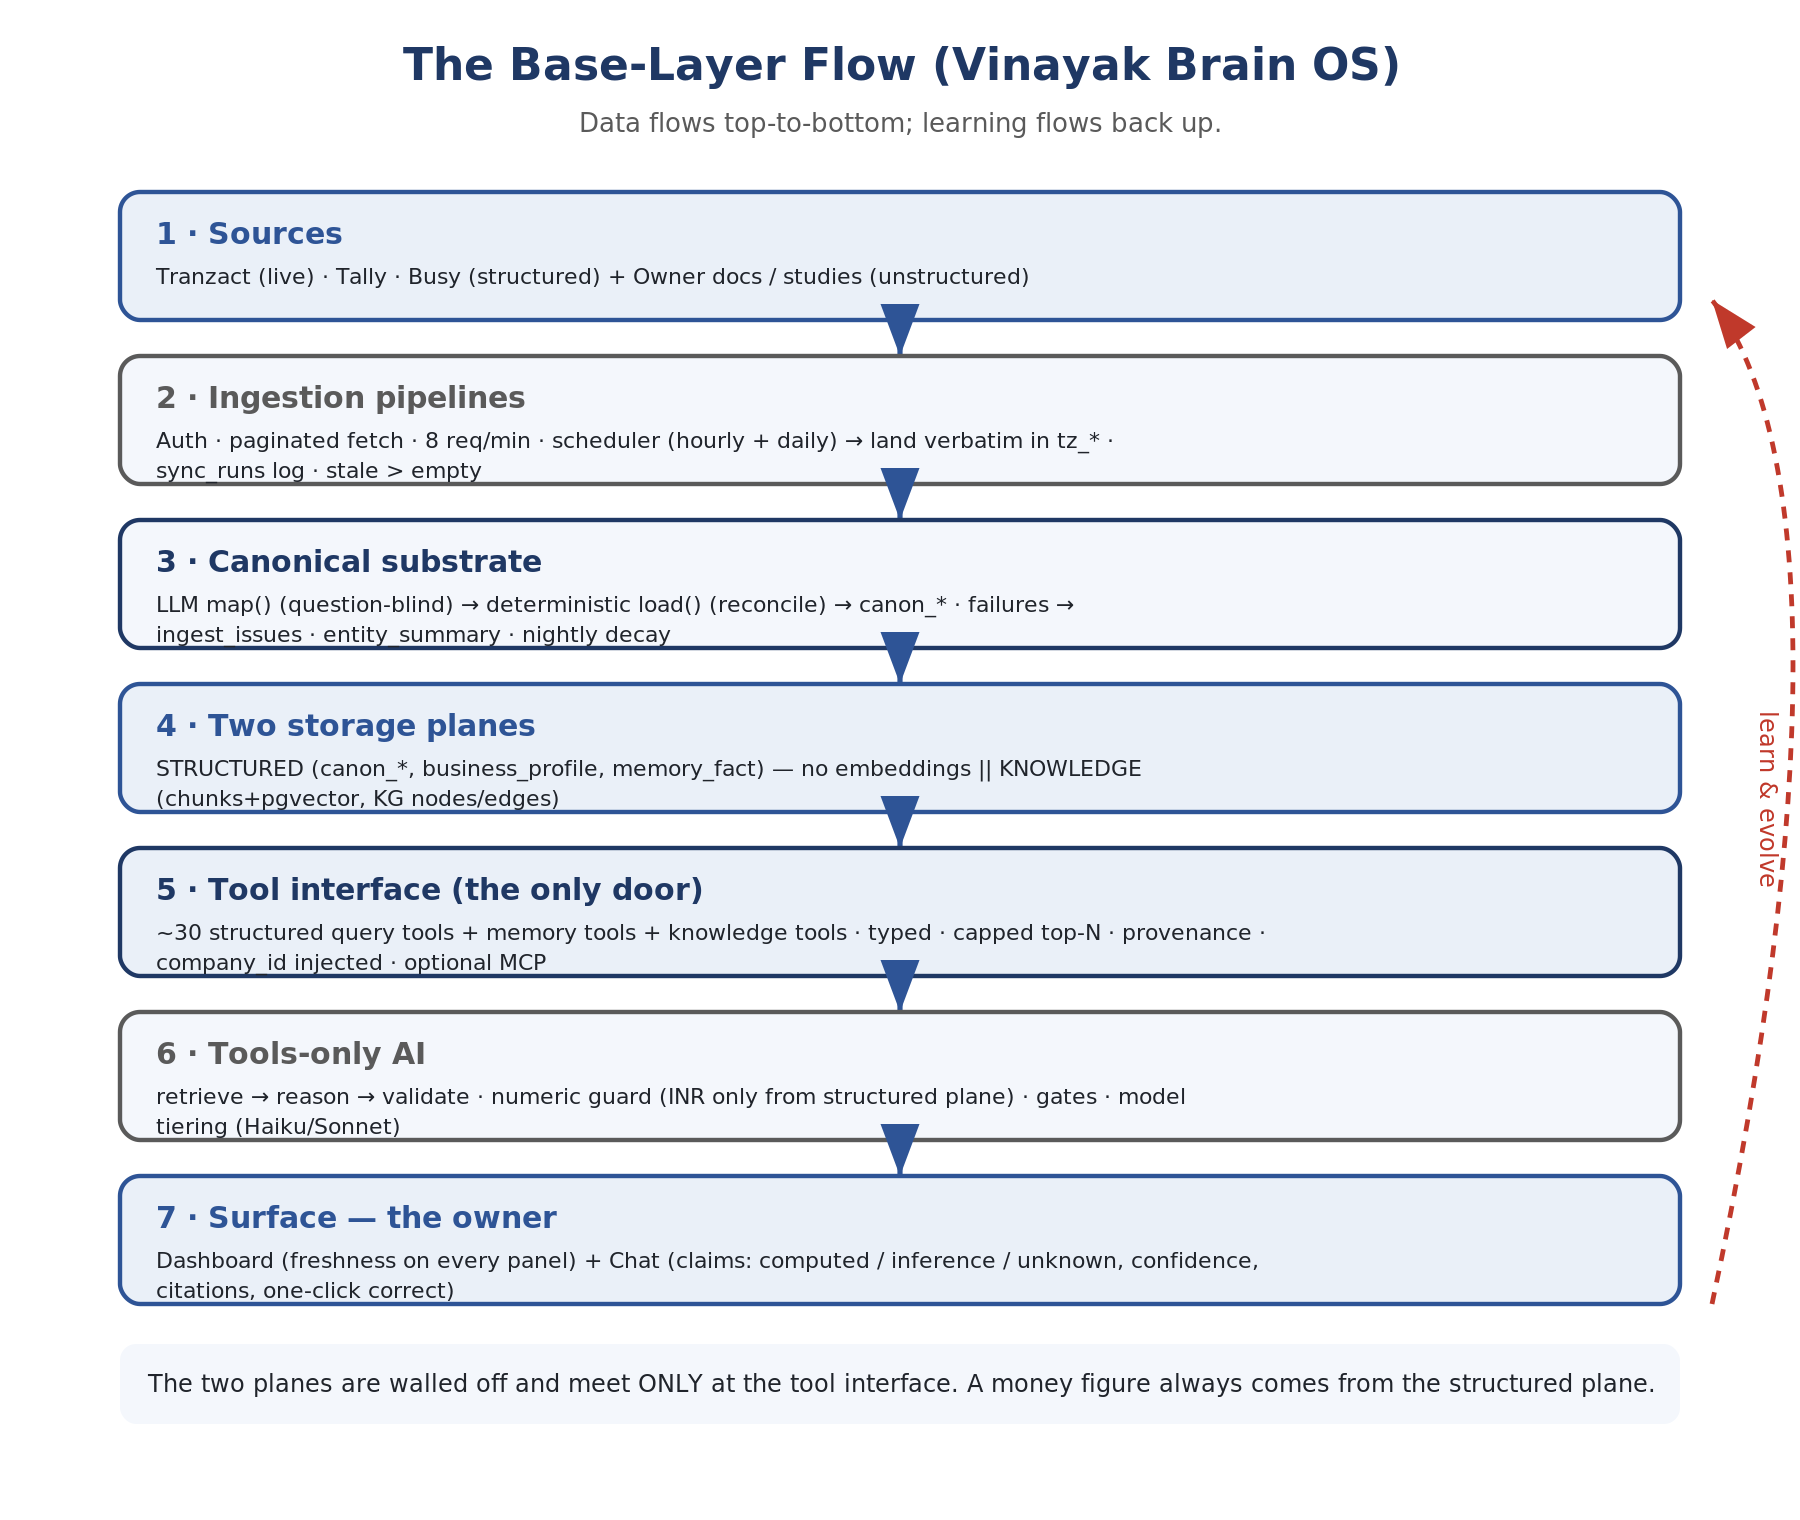 The Base-Layer Flow (Vinayak Brain OS)
Data flows top-to-bottom; learning flows back up.
1 · Sources
Tranzact (live) · Tally · Busy (structured) + Owner docs / studies (unstructured)
2 · Ingestion pipelines
Auth · paginated fetch · 8 req/min · scheduler (hourly + daily) → land verbatim in tz_* ·
sync_runs log · stale > empty
3 · Canonical substrate
LLM map() (question-blind) → deterministic load() (reconcile) → canon_* · failures →
ingest_issues · entity_summary · nightly decay
4 · Two storage planes
STRUCTURED (canon_*, business_profile, memory_fact) — no embeddings || KNOWLEDGE
(chunks+pgvector, KG nodes/edges)
5 · Tool interface (the only door)
~30 structured query tools + memory tools + knowledge tools · typed · capped top-N · provenance ·
company_id injected · optional MCP
6 · Tools-only AI
retrieve → reason → validate · numeric guard (INR only from structured plane) · gates · model
tiering (Haiku/Sonnet)
7 · Surface — the owner
Dashboard (freshness on every panel) + Chat (claims: computed / inference / unknown, confidence,
citations, one-click correct)
learn & evolve
The two planes are walled off and meet ONLY at the tool interface. A money figure always comes from the structured plane.